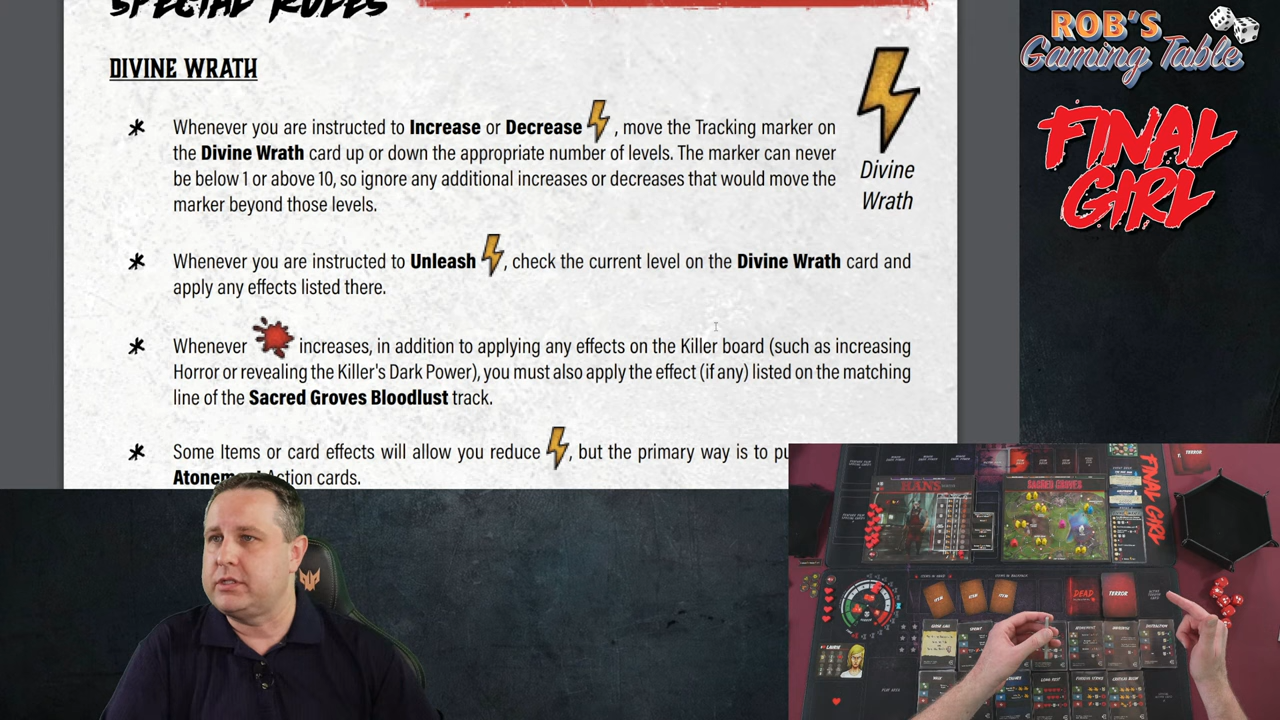 SPECIAL RULES
DIVINE WRATH
Whenever you are instructed to Increase or Decrease , move the Tracking marker on
the Divine Wrath card up or down the appropriate number of levels. The marker can never
be below 1 or above 10, so ignore any additional increases or decreases that would move the
marker beyond those levels.
Divine
Wrath
Whenever you are instructed to Unleash , check the current level on the Divine Wrath card and
apply any effects listed there.
Whenever increases, in addition to applying any effects on the Killer board (such as increasing
Horror or revealing the Killer's Dark Power), you must also apply the effect (if any) listed on the matching
line of the Sacred Groves Bloodlust track.
Some Items or card effects will allow you reduce , but the primary way is to
Action cards.
ROB'S
Gaming Table
FINAL
GIRL
HANS
SACRED GROVES
FINAL GIRL
TERROR
ITEM
ITEM
ITEM
DEAD
TERROR
LAURIE